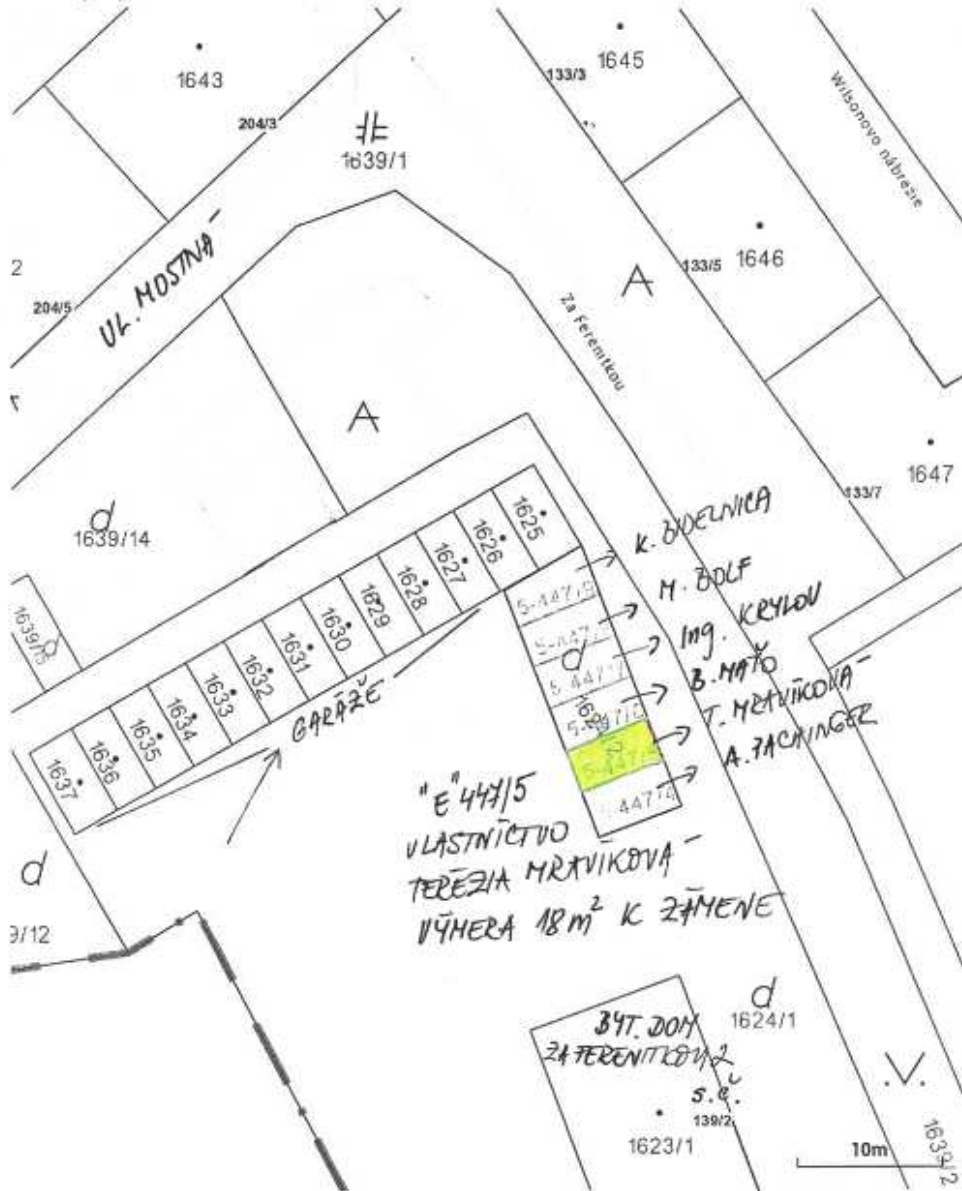 1643
1645
133/3
204/3
1639/1
Wilsonovo nábrežie
UL. MOSTNÁ
2
204/5
133/5
1646
A
Za Ferenitkou
A
1647
133/7
d
1639/14
K. BIDELNICA
M. BOLF
Ing. KRYLOV
B. MAŤO
T. MRAVÍKOVÁ
A. PACAJNGER
1625
1626
1627
1628
1629
1630
1631
1632
1633
1634
1635
1636
1637
GARÁŽE
d
"E" 447/5
VLASTNÍCTVO
TERÉZIA MRAVÍKOVÁ
VÝMERA 18m² K ZÁMENE
d
9/12
d
1624/1
BYT. DOM
ZA FERENITKOU 2
s.č.
139/2
1623/1
10m
1639/2